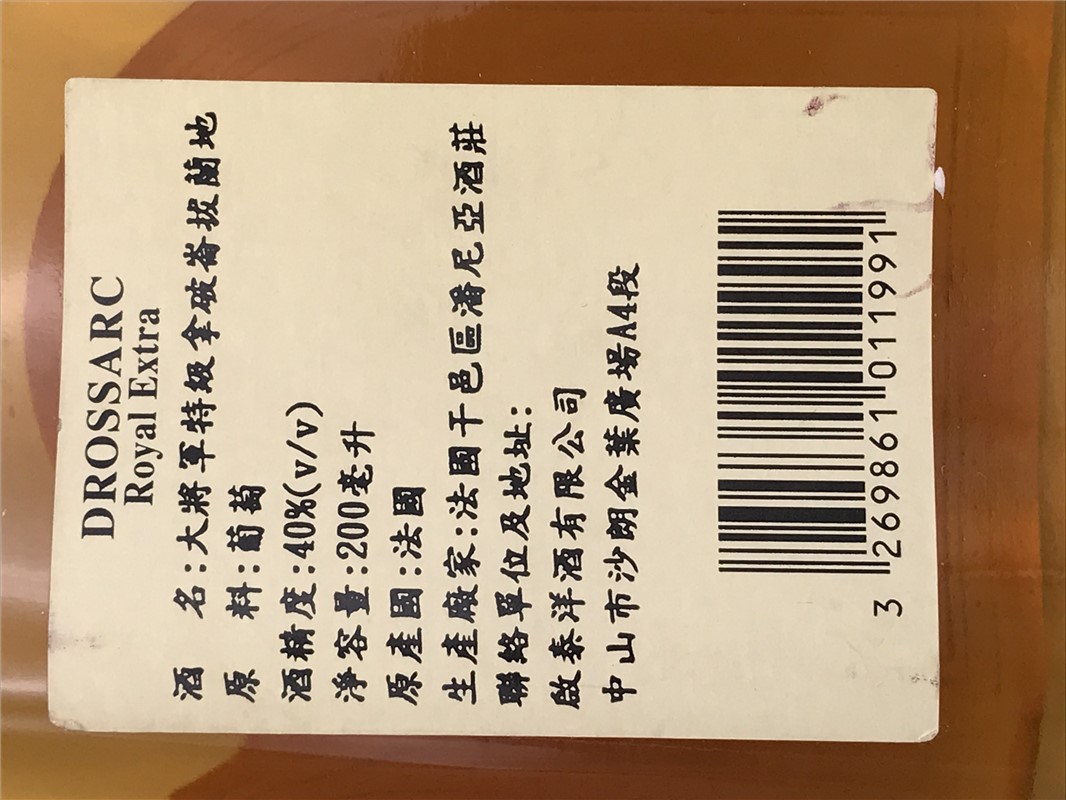 DROSSARC
Royal Extra
酒 名:大將軍特級拿破崙拔蘭地
原 料:葡萄
酒精度:40%(v/v)
淨容量:200毫升
原產國:法國
生產廠家:法國干邑區潘尼亞酒莊
聯絡單位及地址:
啟泰洋酒有限公司
中山市沙朗金葉廣場A4段
3 269861 011991